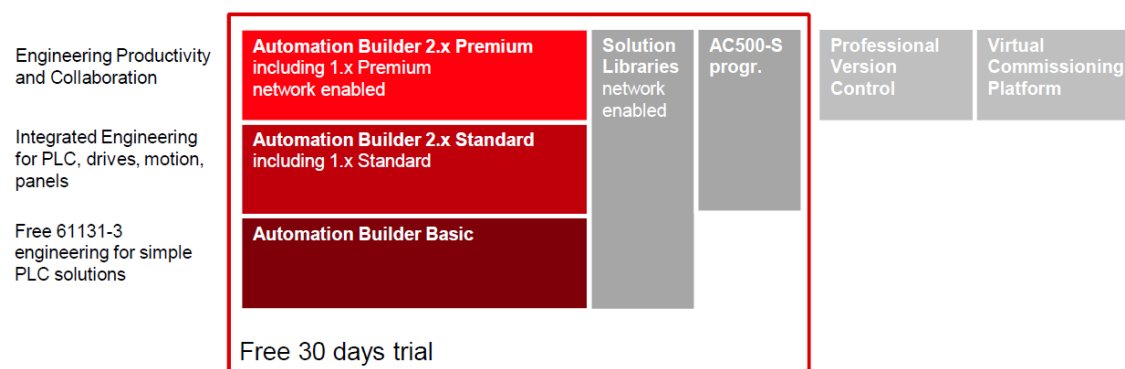 Engineering Productivity
and Collaboration
Automation Builder 2.x Premium
including 1.x Premium
network enabled
Solution
Libraries
network
enabled
AC500-S
progr.
Professional
Version
Control
Virtual
Commissioning
Platform
Integrated Engineering
for PLC, drives, motion,
panels
Automation Builder 2.x Standard
including 1.x Standard
Free 61131-3
engineering for simple
PLC solutions
Automation Builder Basic
Free 30 days trial